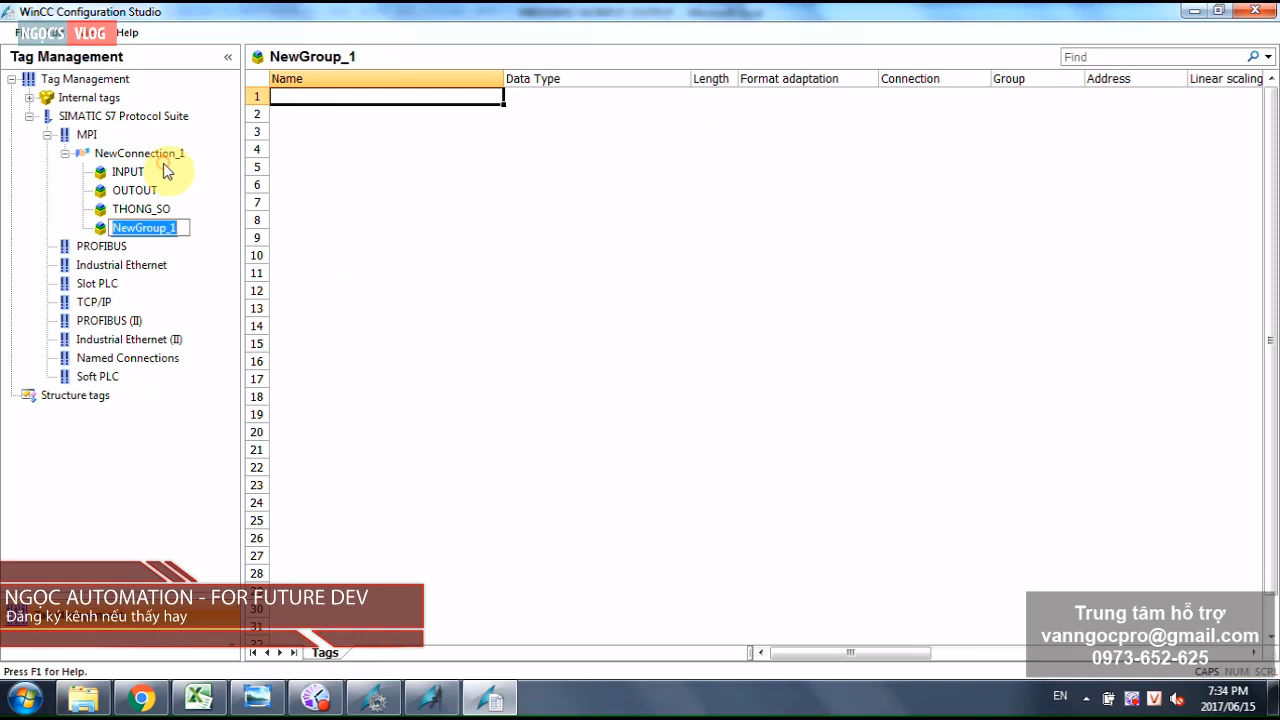 WinCC Configuration Studio
NGỌC'S VLOG
Help
Tag Management
«
NewGroup_1
Find
Tag Management
Internal tags
SIMATIC S7 Protocol Suite
MPI
NewConnection_1
INPUT
OUTOUT
THONG_SO
NewGroup_1
PROFIBUS
Industrial Ethernet
Slot PLC
TCP/IP
PROFIBUS (II)
Industrial Ethernet (II)
Named Connections
Soft PLC
Structure tags
Name Data Type Length Format adaptation Connection Group Address Linear scaling
1
2
3
4
5
6
7
8
9
10
11
12
13
14
15
16
17
18
19
20
21
22
23
24
25
26
27
28
30
31
32
Tags
NGỌC AUTOMATION - FOR FUTURE DEV
Đăng ký kênh nếu thấy hay
Trung tâm hỗ trợ
vanngocpro@gmail.com
0973-652-625
Press F1 for Help.
CAPS NUM SCRL
EN
7:34 PM
2017/06/15